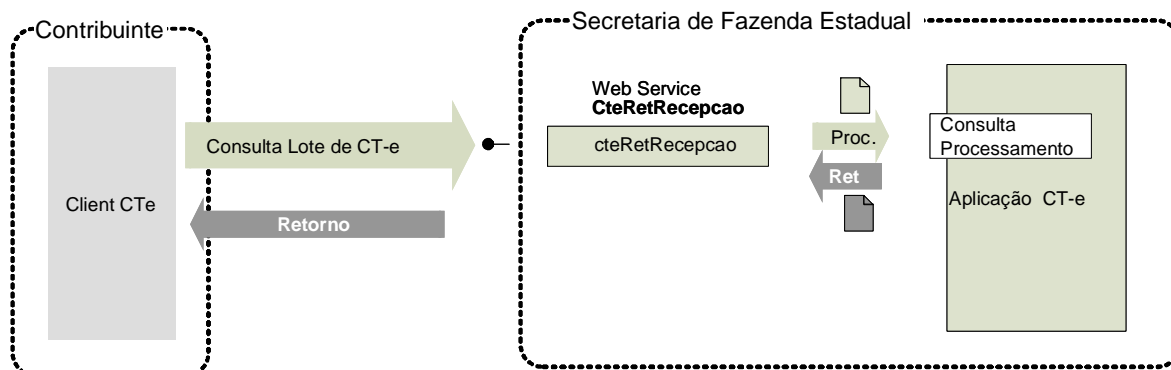 Contribuinte
Secretaria de Fazenda Estadual
Client CTe
Consulta Lote de CT-e
Retorno
Web Service
CteRetRecepcao
cteRetRecepcao
Proc.
Ret
Consulta
Processamento
Aplicação CT-e